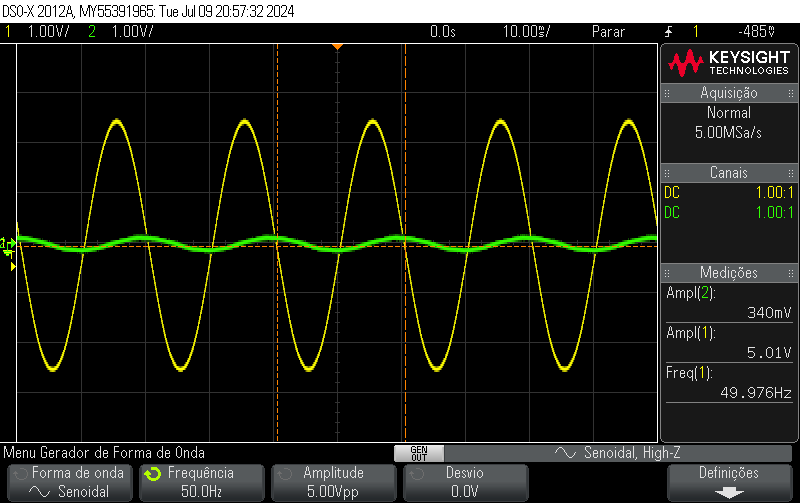 DSO-X 2012A, MY55391965: Tue Jul 09 20:57:32 2024
1 1.00V/ 2 1.00V/ 0.0s 10.00ms/ Parar 1 -485mV
KEYSIGHT
TECHNOLOGIES
Aquisição
Normal
5.00MSa/s
Canais
DC 1.00:1
DC 1.00:1
Medições
Ampl(2):
340mV
Ampl(1):
5.01V
Freq(1):
49.976Hz
Menu Gerador de Forma de Onda
GEN
OUT
Senoidal, High-Z
Forma de onda
Senoidal
Frequência
50.0Hz
Amplitude
5.00Vpp
Desvio
0.0V
Definições